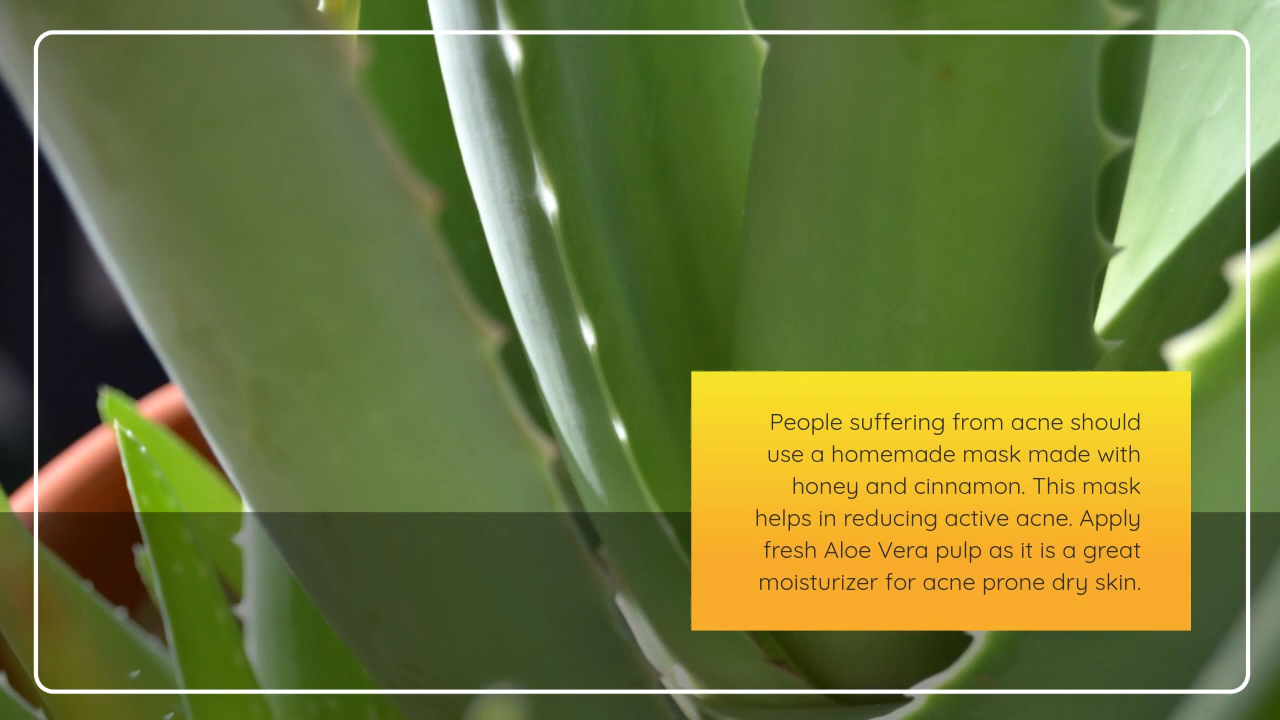 People suffering from acne should
use a homemade mask made with
honey and cinnamon. This mask
helps in reducing active acne. Apply
fresh Aloe Vera pulp as it is a great
moisturizer for acne prone dry skin.